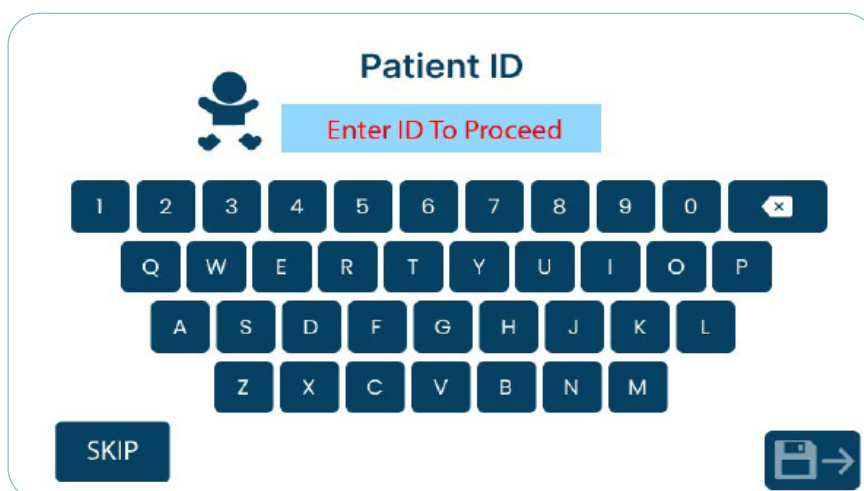 Patient ID
Enter ID To Proceed
1 2 3 4 5 6 7 8 9 0
Q W E R T Y U I O P
A S D F G H J K L
Z X C V B N M
SKIP